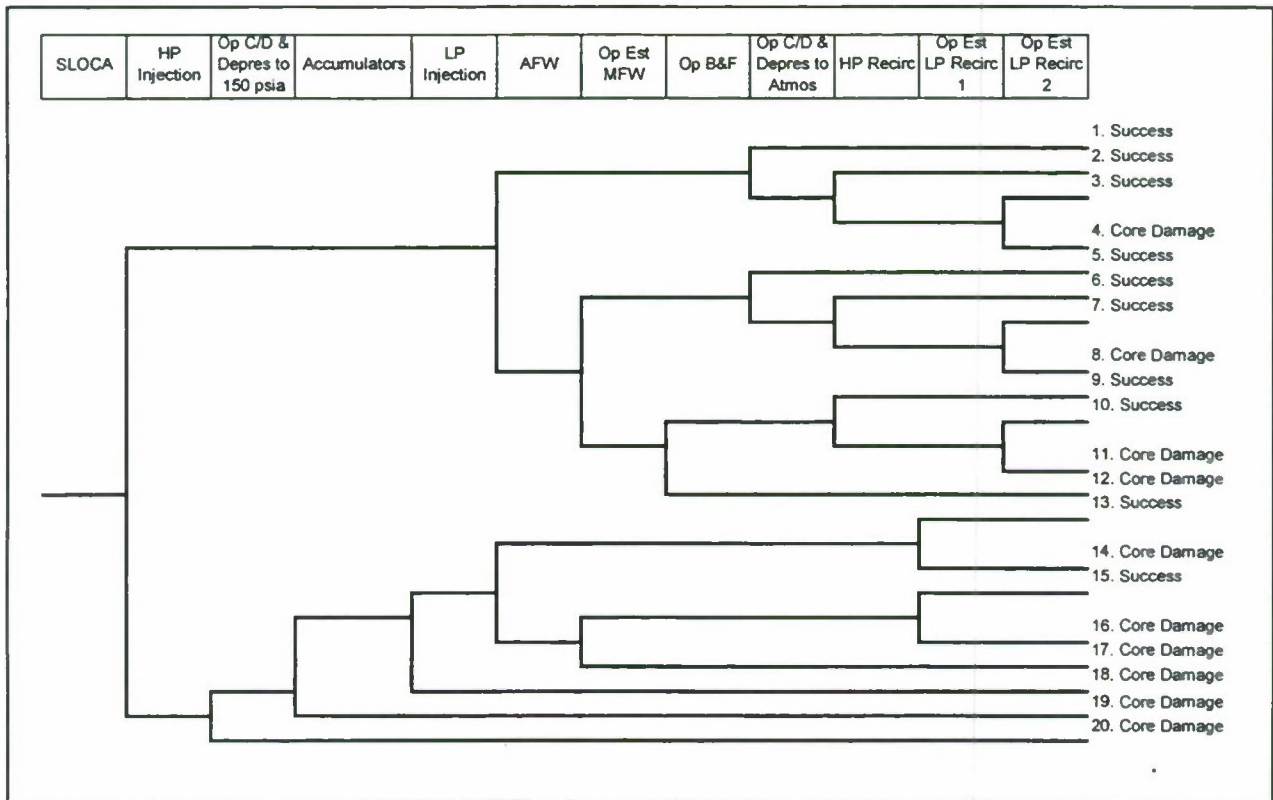 SLOCA
HP
Injection
Op C/D &
Depres to
150 psia
Accumulators
LP
Injection
AFW
Op Est
MFW
Op B&F
Op C/D &
Depres to
Atmos
HP Recirc
Op Est
LP Recirc
1
Op Est
LP Recirc
2
1. Success
2. Success
3. Success
4. Core Damage
5. Success
6. Success
7. Success
8. Core Damage
9. Success
10. Success
11. Core Damage
12. Core Damage
13. Success
14. Core Damage
15. Success
16. Core Damage
17. Core Damage
18. Core Damage
19. Core Damage
20. Core Damage